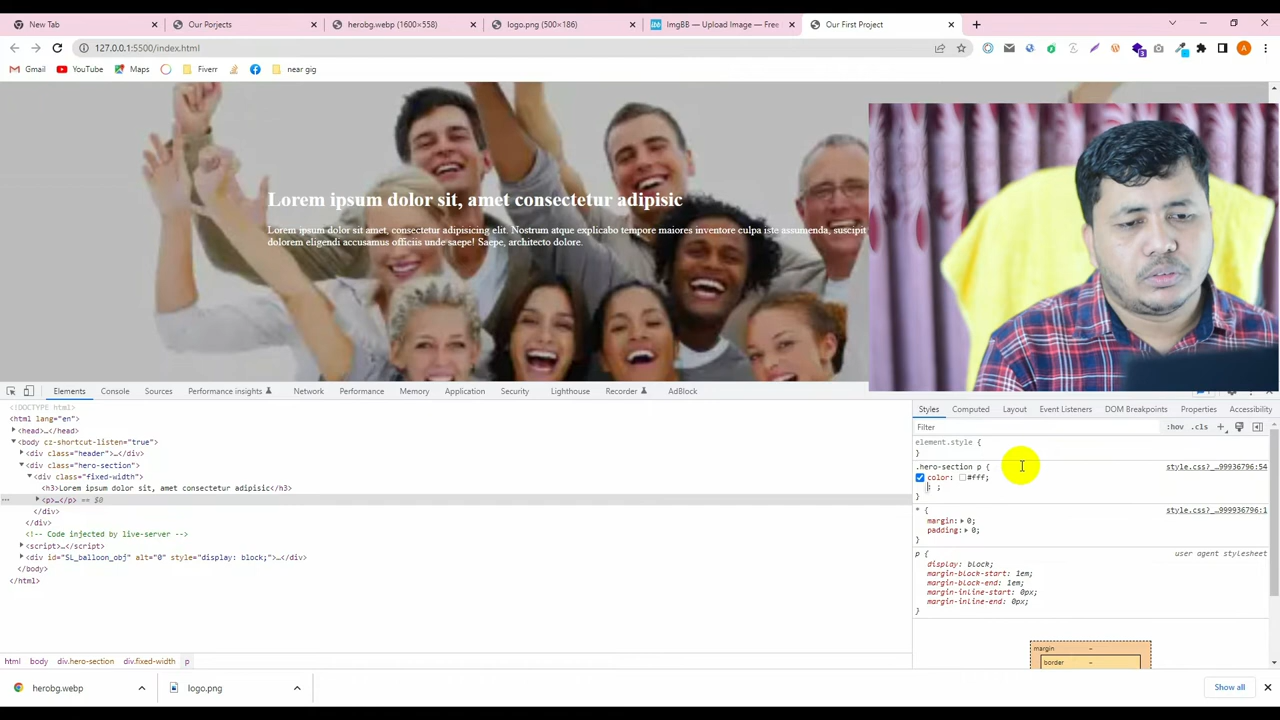 New Tab
Our Porjects
herobg.webp (1600×558)
logo.png (500×186)
ImgBB — Upload Image — Free
Our First Project
127.0.0.1:5500/index.html
Gmail
YouTube
Maps
Fiverr
near gig
Lorem ipsum dolor sit, amet consectetur adipisic
Lorem ipsum dolor sit amet, consectetur adipisicing elit. Nostrum atque explicabo tempore maiores inventore culpa iste assumenda, suscipit
dolorem eligendi accusamus officiis unde saepe! Saepe, architecto dolore.
Elements Console Sources Performance insights Network Performance Memory Application Security Lighthouse Recorder AdBlock
Styles Computed Layout Event Listeners DOM Breakpoints Properties Accessibility
Filter
:hov .cls
<!DOCTYPE html>
<html lang="en">
<head>…</head>
<body cz-shortcut-listen="true">
<div class="header">…</div>
<div class="hero-section">
<div class="fixed-width">
<h3>Lorem ipsum dolor sit, amet consectetur adipisic</h3>
<p>…</p> == $0
</div>
</div>
<!-- Code injected by live-server -->
<script>…</script>
<div id="SL_balloon_obj" alt="0" style="display: block;">…</div>
</body>
</html>
element.style {
}
.hero-section p {
style.css?_…99936796:54
color: #fff;
: ;
}
* {
style.css?_…999936796:1
margin: 0;
padding: 0;
}
p {
user agent stylesheet
display: block;
margin-block-start: 1em;
margin-block-end: 1em;
margin-inline-start: 0px;
margin-inline-end: 0px;
}
margin
-
border
-
html body div.hero-section div.fixed-width p
herobg.webp
logo.png
Show all